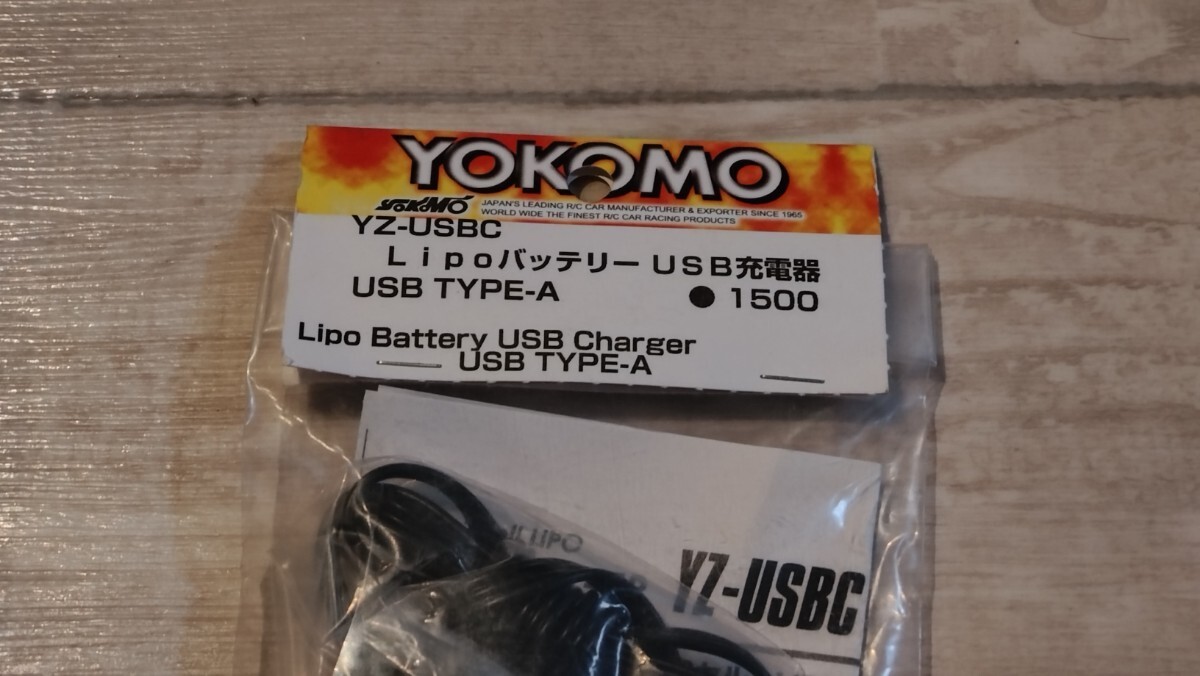 YOKOMO
YOKOMO JAPAN'S LEADING R/C CAR MANUFACTURER & EXPORTER SINCE 1965
WORLD WIDE THE FINEST R/C CAR RACING PRODUCTS
YZ-USBC
Ｌｉｐｏバッテリー ＵＳＢ充電器
USB TYPE-A ● 1500
Lipo Battery USB Charger
USB TYPE-A
LIPO
YZ-USBC